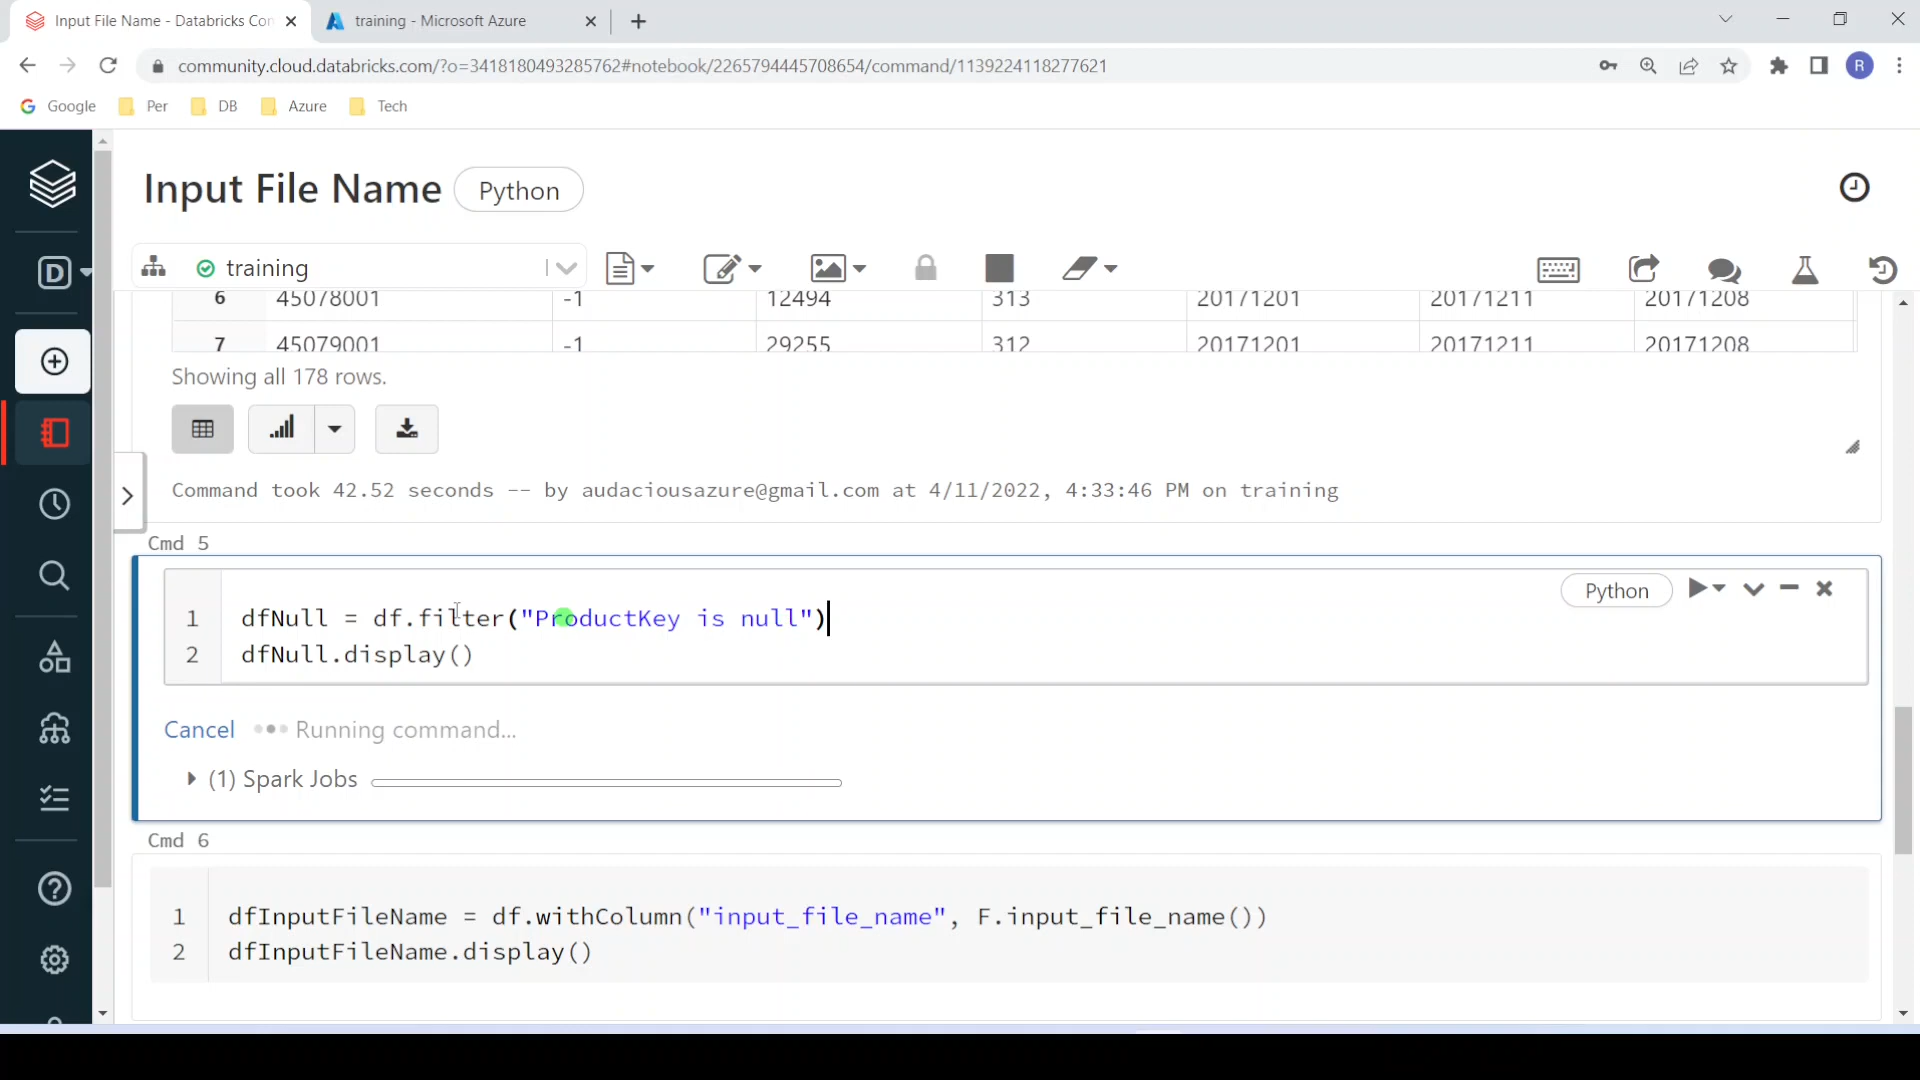 Input File Name - Databricks Con
training - Microsoft Azure
community.cloud.databricks.com/?o=3418180493285762#notebook/2265794445708654/command/1139224118277621
R
Google Per DB Azure Tech
Input File Name Python
D
training
6 45078001 -1 12494 313 20171201 20171211 20171208
7 45079001 -1 29255 312 20171201 20171211 20171208
Showing all 178 rows.
Command took 42.52 seconds -- by audaciousazure@gmail.com at 4/11/2022, 4:33:46 PM on training
Cmd 5
Python
1 dfNull = df.filter("ProductKey is null")
2 dfNull.display()
Cancel Running command...
(1) Spark Jobs
Cmd 6
1 dfInputFileName = df.withColumn("input_file_name", F.input_file_name())
2 dfInputFileName.display()